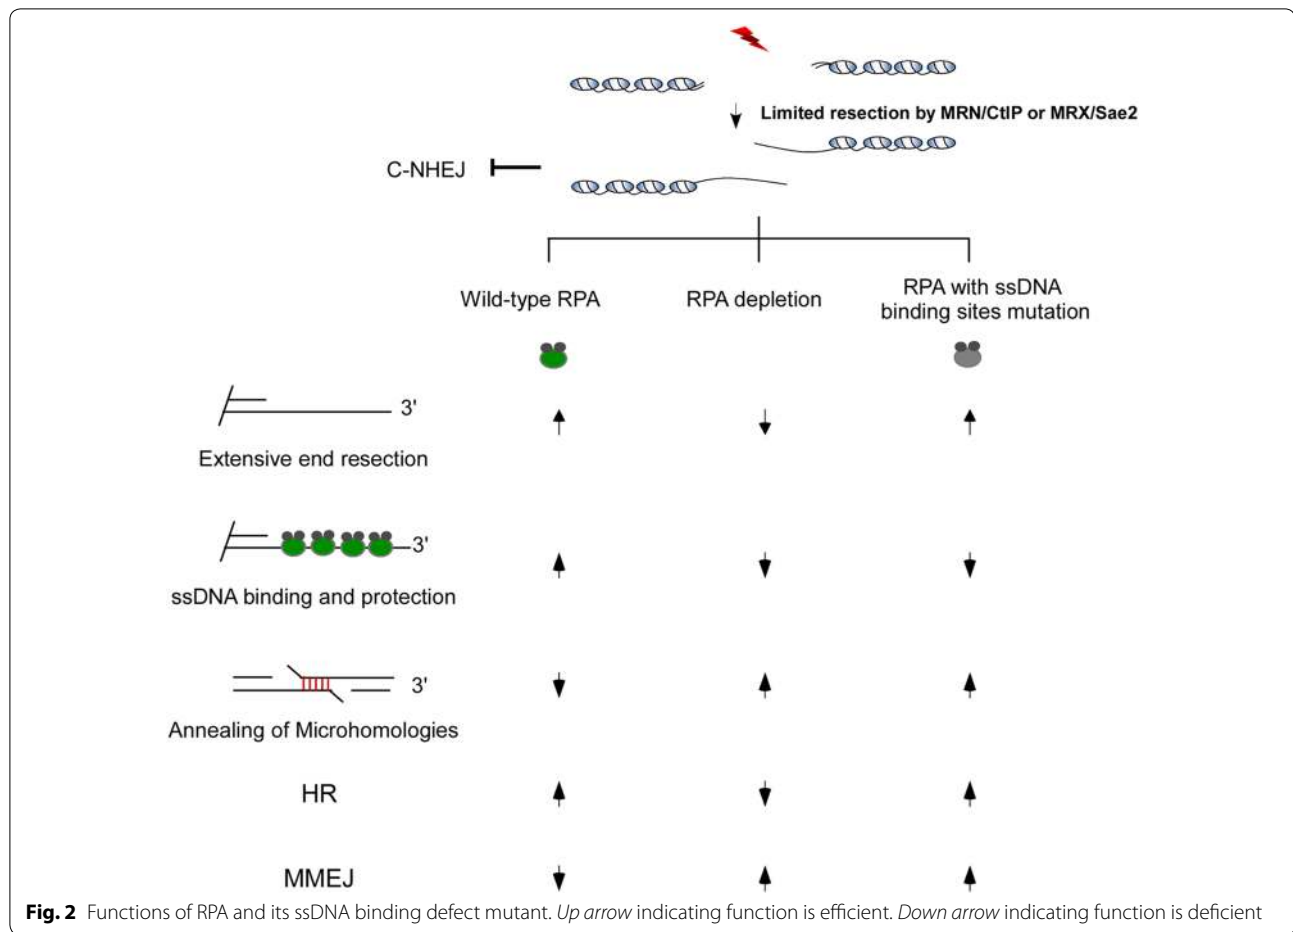 Limited resection by MRN/CtIP or MRX/Sae2
C-NHEJ
Wild-type RPA
RPA depletion
RPA with ssDNA
binding sites mutation
3'
Extensive end resection
3'
ssDNA binding and protection
3'
Annealing of Microhomologies
HR
MMEJ
Fig. 2 Functions of RPA and its ssDNA binding defect mutant. Up arrow indicating function is efficient. Down arrow indicating function is deficient